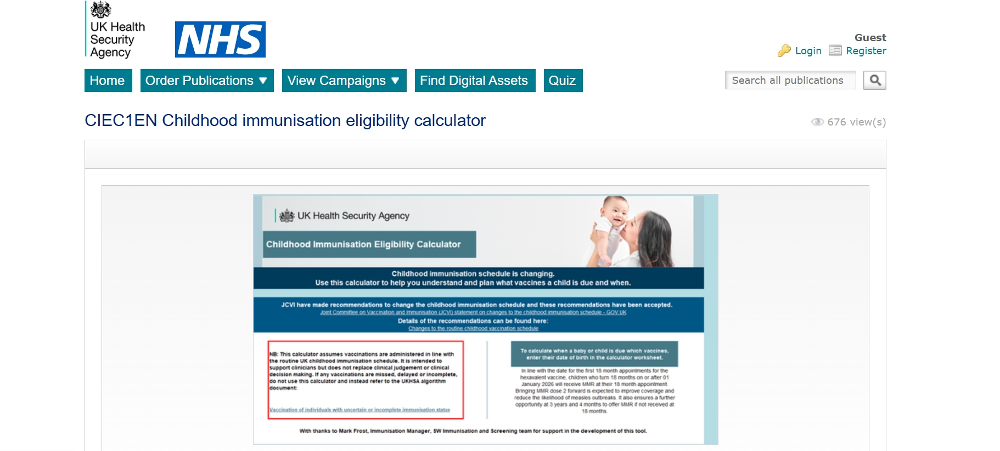 UK Health
Security
Agency
NHS
Guest
Login
Register
Home
Order Publications
View Campaigns
Find Digital Assets
Quiz
Search all publications
CIEC1EN Childhood immunisation eligibility calculator
676 view(s)
UK Health Security Agency
Childhood Immunisation Eligibility Calculator
Childhood immunisation schedule is changing.
Use this calculator to help you understand and plan what vaccines a child is due and when.
JCVI have made recommendations to change the childhood immunisation schedule and these recommendations have been accepted.
Joint Committee on Vaccination and Immunisation (JCVI) statement on changes to the childhood immunisation schedule - GOV.UK
Details of the recommendations can be found here:
Changes to the routine childhood vaccination schedule
NB: This calculator assumes vaccinations are administered in line with
the routine UK childhood immunisation schedule. It is intended to
support clinicians but does not replace clinical judgement or clinical
decision making. If any vaccinations are missed, delayed or incomplete,
do not use this calculator and instead refer to the UKHSA algorithm
document:
Vaccination of individuals with uncertain or incomplete immunisation status
To calculate when a baby or child is due which vaccines,
enter their date of birth in the calculator worksheet.
In line with the date for the first 18 month appointments for the
hexavalent vaccine, children who turn 18 months on or after 01
January 2026 will receive MMR at their 18 month appointment.
Bringing MMR dose 2 forward is expected to improve coverage and
reduce the likelihood of measles outbreaks. It also ensures a further
opportunity at 3 years and 4 months to offer MMR if not received at
18 months.
With thanks to Mark Frost, Immunisation Manager, SW Immunisation and Screening team for support in the development of this tool.